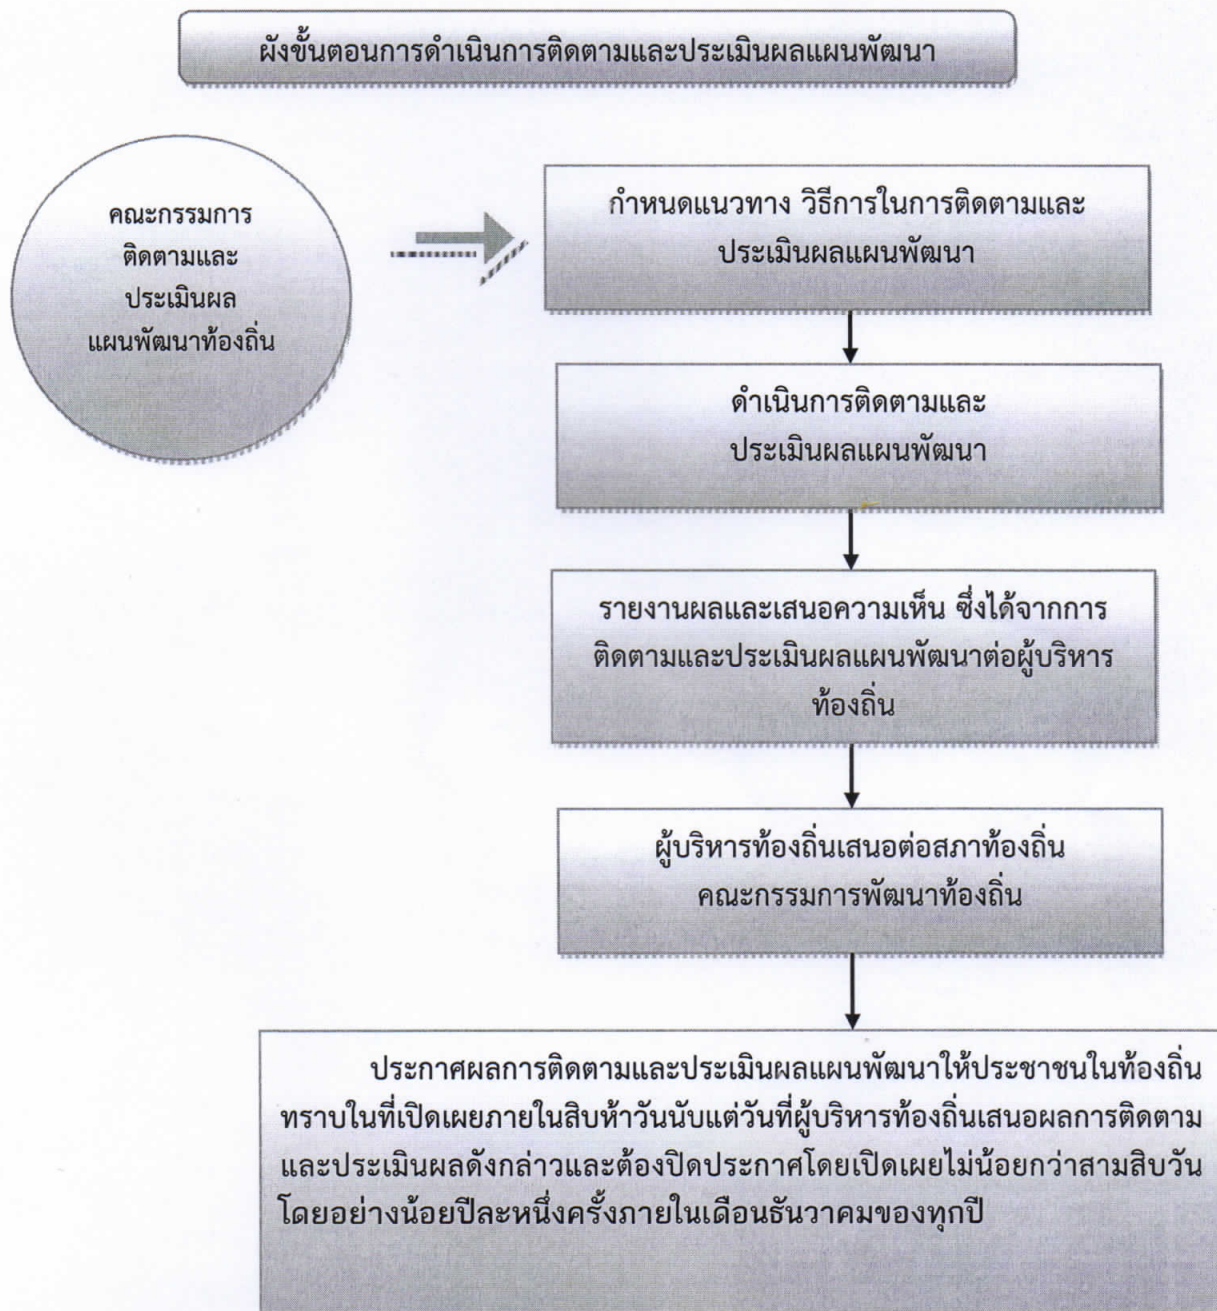 ผังขั้นตอนการดำเนินการติดตามและประเมินผลแผนพัฒนา
คณะกรรมการ
ติดตามและ
ประเมินผล
แผนพัฒนาท้องถิ่น
กำหนดแนวทาง วิธีการในการติดตามและ
ประเมินผลแผนพัฒนา
ดำเนินการติดตามและ
ประเมินผลแผนพัฒนา
รายงานผลและเสนอความเห็น ซึ่งได้จากการ
ติดตามและประเมินผลแผนพัฒนาต่อผู้บริหาร
ท้องถิ่น
ผู้บริหารท้องถิ่นเสนอต่อสภาท้องถิ่น
คณะกรรมการพัฒนาท้องถิ่น
ประกาศผลการติดตามและประเมินผลแผนพัฒนาให้ประชาชนในท้องถิ่น
ทราบในที่เปิดเผยภายในสิบห้าวันนับแต่วันที่ผู้บริหารท้องถิ่นเสนอผลการติดตาม
และประเมินผลดังกล่าวและต้องปิดประกาศโดยเปิดเผยไม่น้อยกว่าสามสิบวัน
โดยอย่างน้อยปีละหนึ่งครั้งภายในเดือนธันวาคมของทุกปี